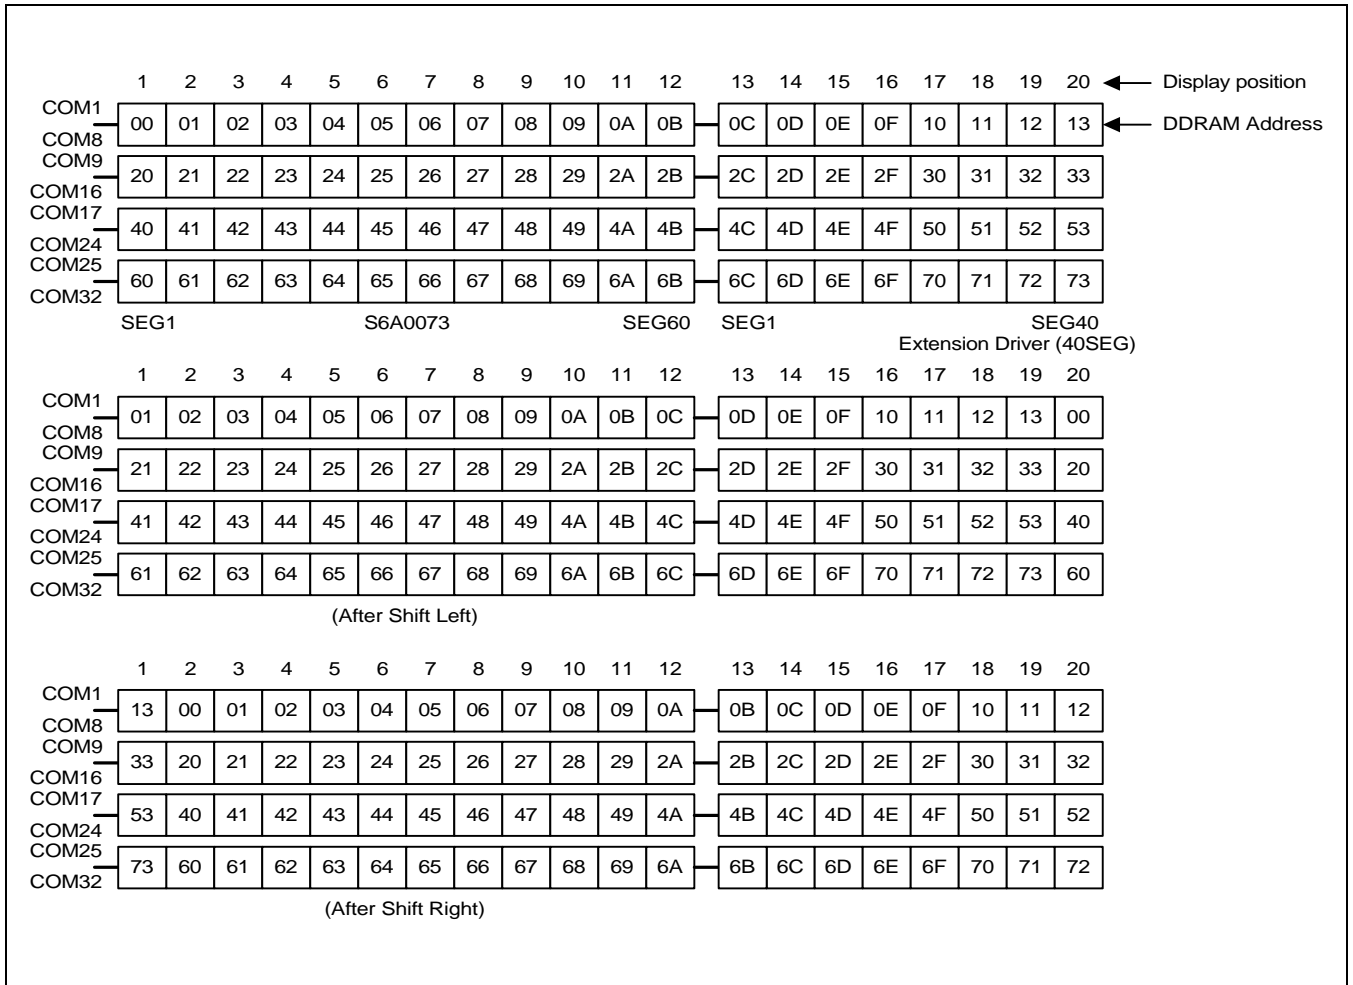 1 2 3 4 5 6 7 8 9 10 11 12 13 14 15 16 17 18 19 20 Display position
COM1
00 01 02 03 04 05 06 07 08 09 0A 0B 0C 0D 0E 0F 10 11 12 13 DDRAM Address
COM8
COM9
20 21 22 23 24 25 26 27 28 29 2A 2B 2C 2D 2E 2F 30 31 32 33
COM16
COM17
40 41 42 43 44 45 46 47 48 49 4A 4B 4C 4D 4E 4F 50 51 52 53
COM24
COM25
60 61 62 63 64 65 66 67 68 69 6A 6B 6C 6D 6E 6F 70 71 72 73
COM32
SEG1 S6A0073 SEG60 SEG1 SEG40
Extension Driver (40SEG)
1 2 3 4 5 6 7 8 9 10 11 12 13 14 15 16 17 18 19 20
COM1
01 02 03 04 05 06 07 08 09 0A 0B 0C 0D 0E 0F 10 11 12 13 00
COM8
COM9
21 22 23 24 25 26 27 28 29 2A 2B 2C 2D 2E 2F 30 31 32 33 20
COM16
COM17
41 42 43 44 45 46 47 48 49 4A 4B 4C 4D 4E 4F 50 51 52 53 40
COM24
COM25
61 62 63 64 65 66 67 68 69 6A 6B 6C 6D 6E 6F 70 71 72 73 60
COM32
(After Shift Left)
1 2 3 4 5 6 7 8 9 10 11 12 13 14 15 16 17 18 19 20
COM1
13 00 01 02 03 04 05 06 07 08 09 0A 0B 0C 0D 0E 0F 10 11 12
COM8
COM9
33 20 21 22 23 24 25 26 27 28 29 2A 2B 2C 2D 2E 2F 30 31 32
COM16
COM17
53 40 41 42 43 44 45 46 47 48 49 4A 4B 4C 4D 4E 4F 50 51 52
COM24
COM25
73 60 61 62 63 64 65 66 67 68 69 6A 6B 6C 6D 6E 6F 70 71 72
COM32
(After Shift Right)